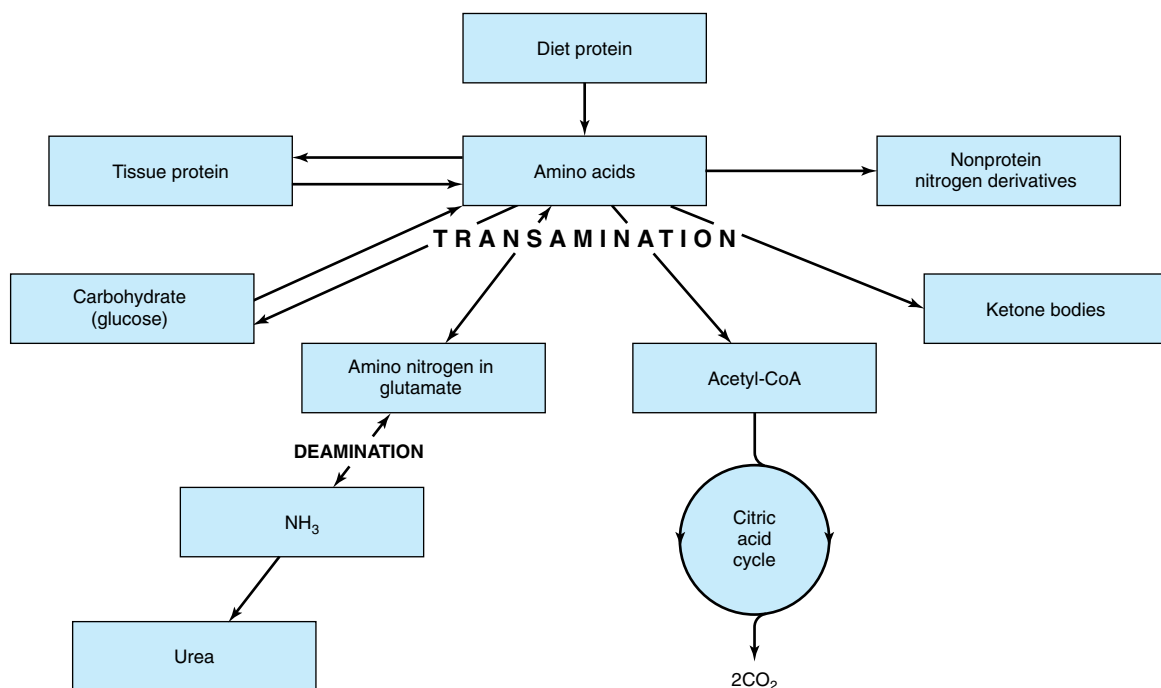 Diet protein
Tissue protein
Amino acids
Nonprotein
nitrogen derivatives
TRANSAMINATION
Carbohydrate
(glucose)
Ketone bodies
Amino nitrogen in
glutamate
Acetyl-CoA
DEAMINATION
NH₃
Citric
acid
cycle
Urea
2CO₂